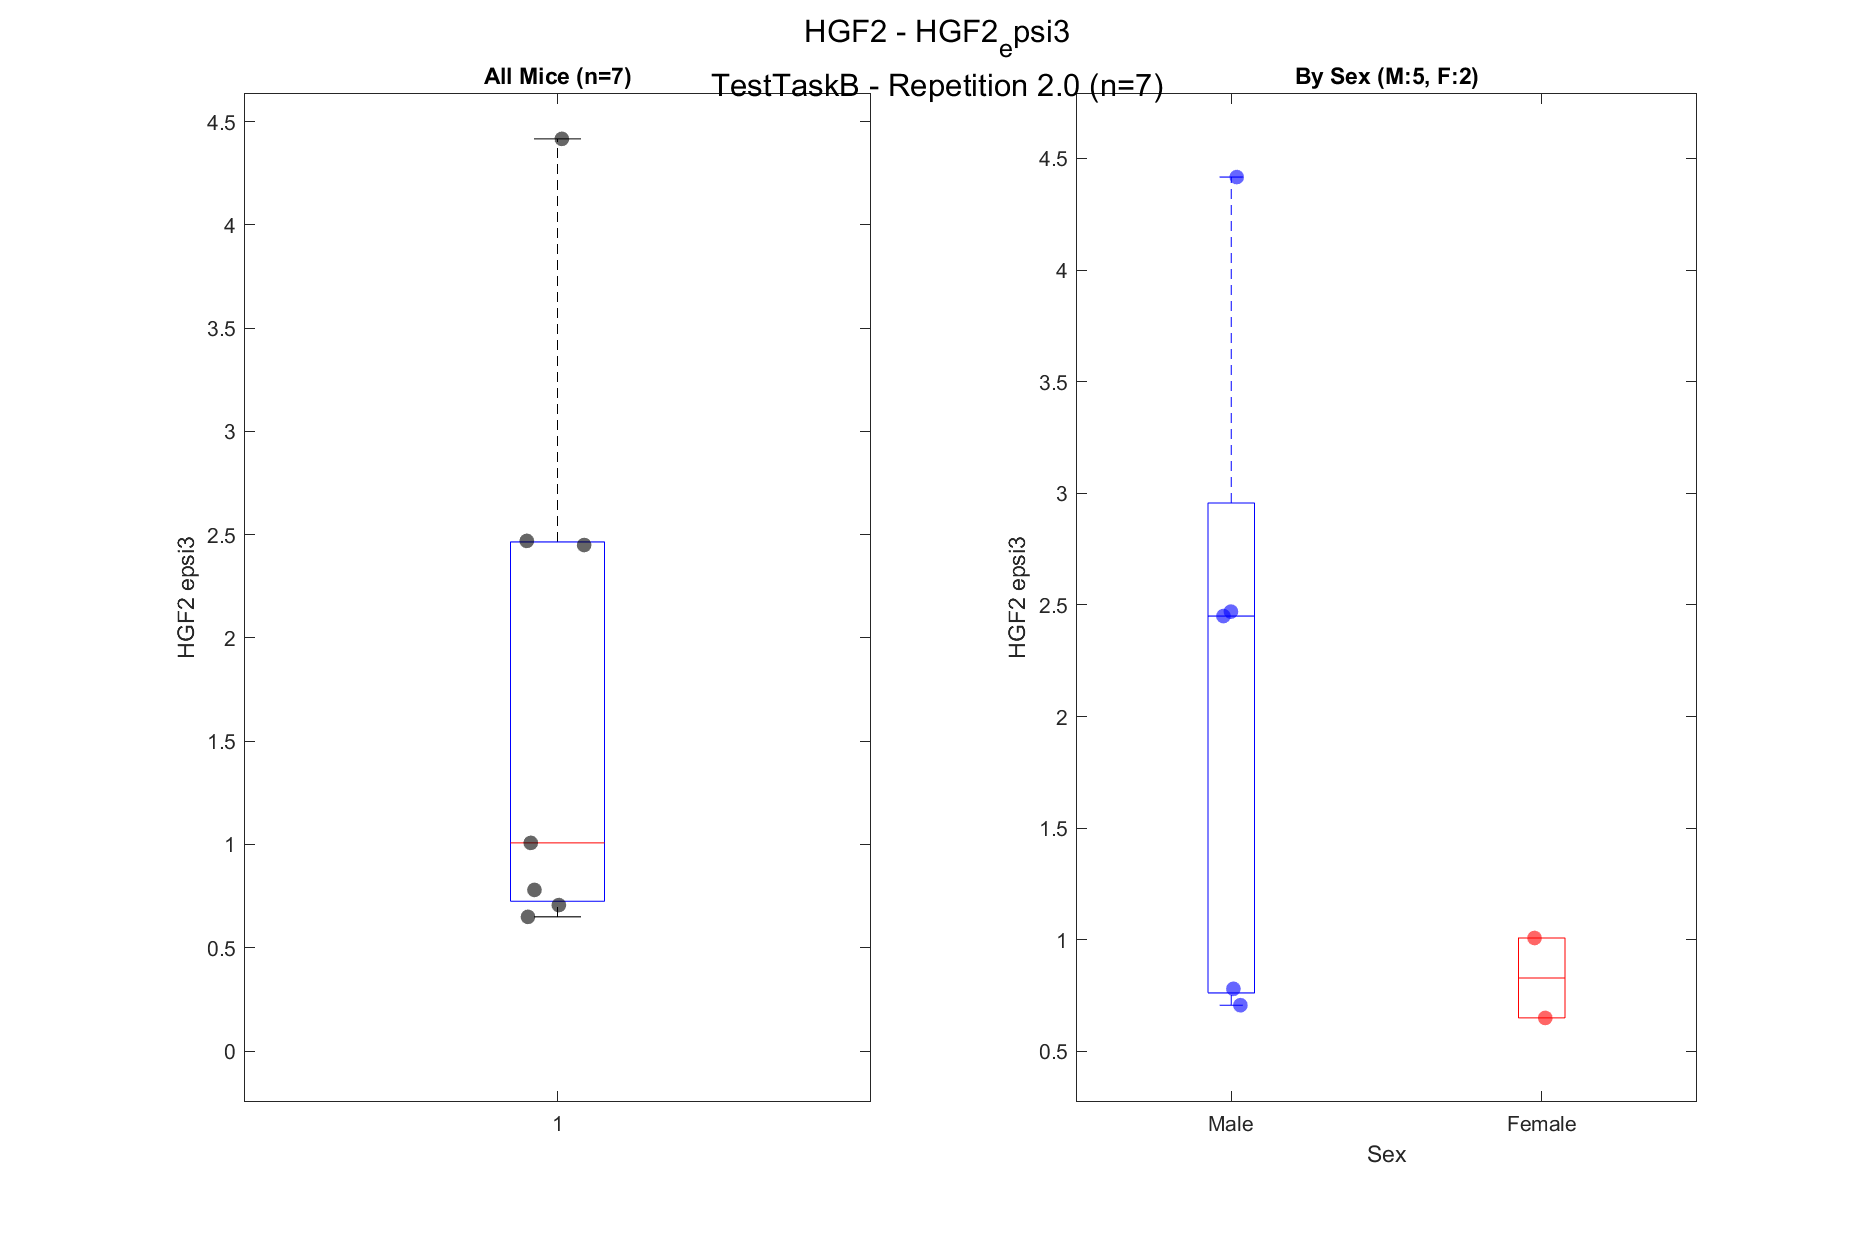 HGF2 - HGF2epsi3
TestTaskB - Repetition 2.0 (n=7)
All Mice (n=7)
HGF2 epsi3
4.5
4
3.5
3
2.5
2
1.5
1
0.5
0
1
By Sex (M:5, F:2)
HGF2 epsi3
4.5
4
3.5
3
2.5
2
1.5
1
0.5
Male
Female
Sex